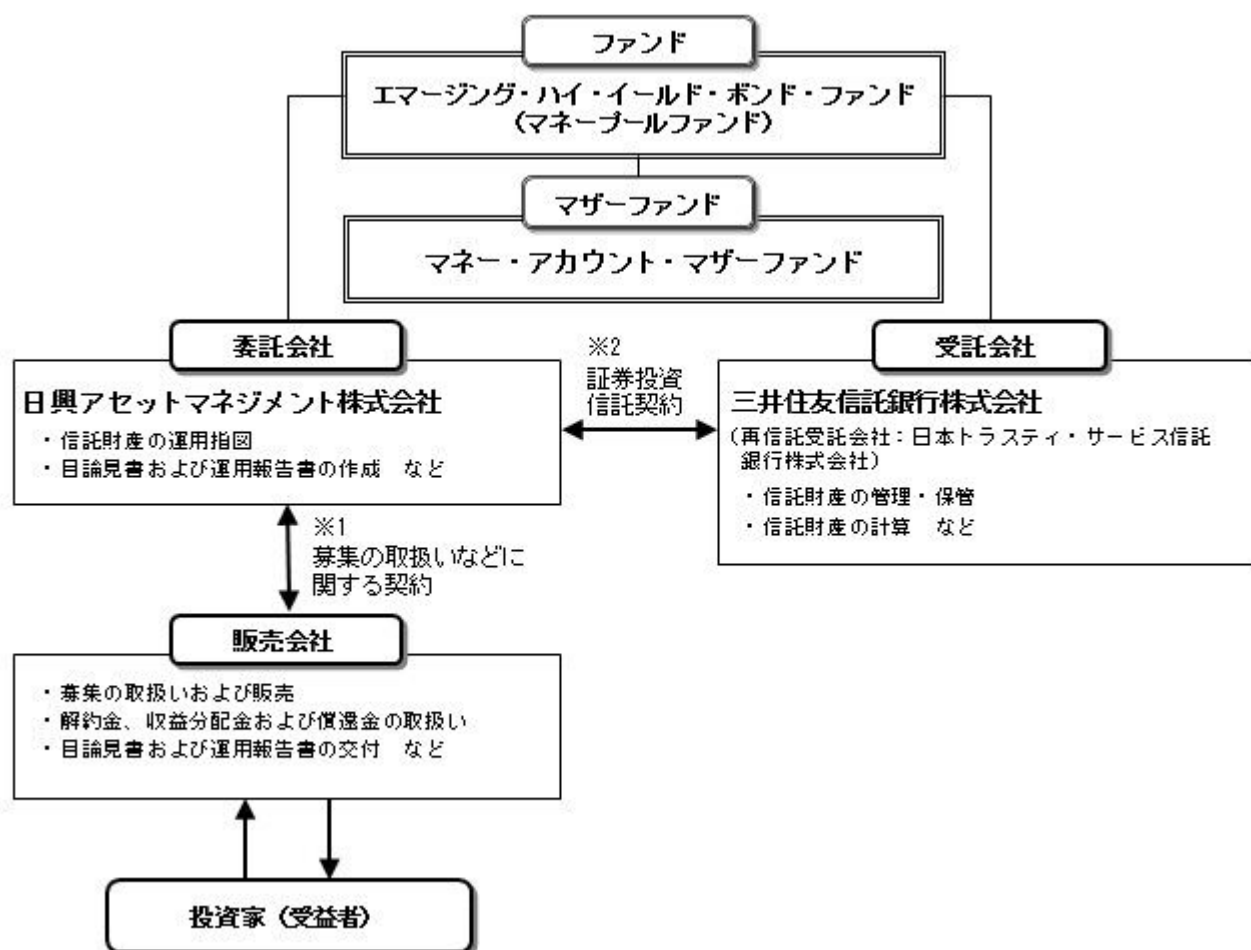 ファンド
エマージング・ハイ・イールド・ボンド・ファンド
(マネープールファンド)
マザーファンド
マネー・アカウント・マザーファンド
委託会社
日興アセットマネジメント株式会社
・信託財産の運用指図
・目論見書および運用報告書の作成　など
※2
証券投資
信託契約
受託会社
三井住友信託銀行株式会社
(再信託受託会社：日本トラスティ・サービス信託
銀行株式会社)
・信託財産の管理・保管
・信託財産の計算　など
※1
募集の取扱いなどに
関する契約
販売会社
・募集の取扱いおよび販売
・解約金、収益分配金および償還金の取扱い
・目論見書および運用報告書の交付　など
投資家（受益者）